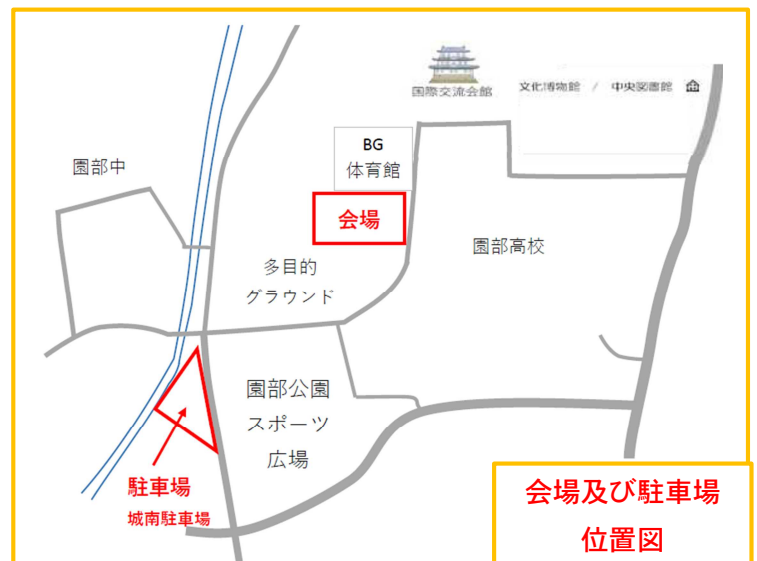 国際交流会館
文化博物館 / 中央図書館
BG
体育館
園部中
会場
園部高校
多目的
グラウンド
園部公園
スポーツ
広場
駐車場
城南駐車場
会場及び駐車場
位置図